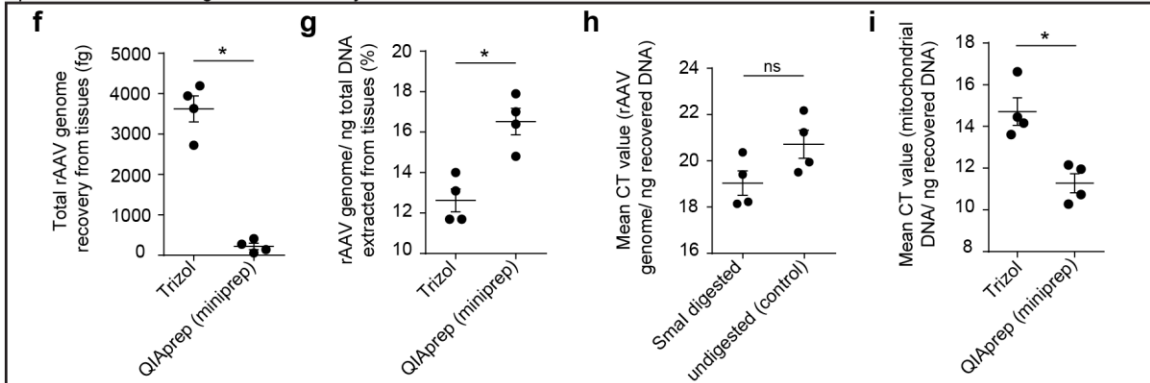 f
Total rAAV genome
recovery from tissues (fg)
5000
4000
3000
2000
1000
0
*
Trizol
QIAprep (miniprep)
g
rAAV genome/ ng total DNA
extracted from tissues (%)
20
18
16
14
12
10
*
Trizol
QIAprep (miniprep)
h
Mean CT value (rAAV
genome/ ng recovered DNA)
24
22
20
18
16
ns
SmaI digested
undigested (control)
i
Mean CT value (mitochondrial
DNA/ ng recovered DNA)
18
16
14
12
10
8
*
Trizol
QIAprep (miniprep)